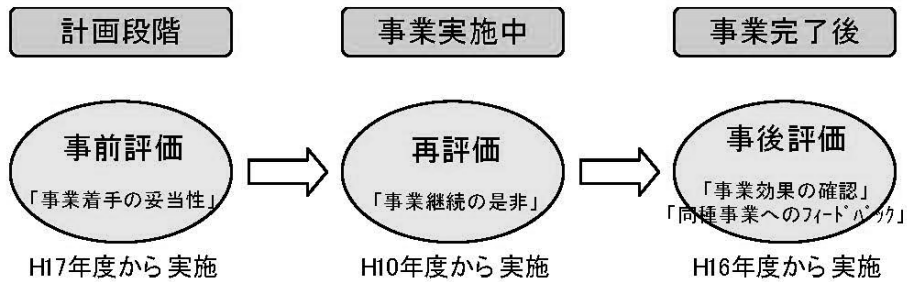 計画段階
事業実施中
事業完了後
事前評価
「事業着手の妥当性」
再評価
「事業継続の是非」
事後評価
「事業効果の確認」
「同種事業へのフィードバック」
H17年度から実施
H10年度から実施
H16年度から実施